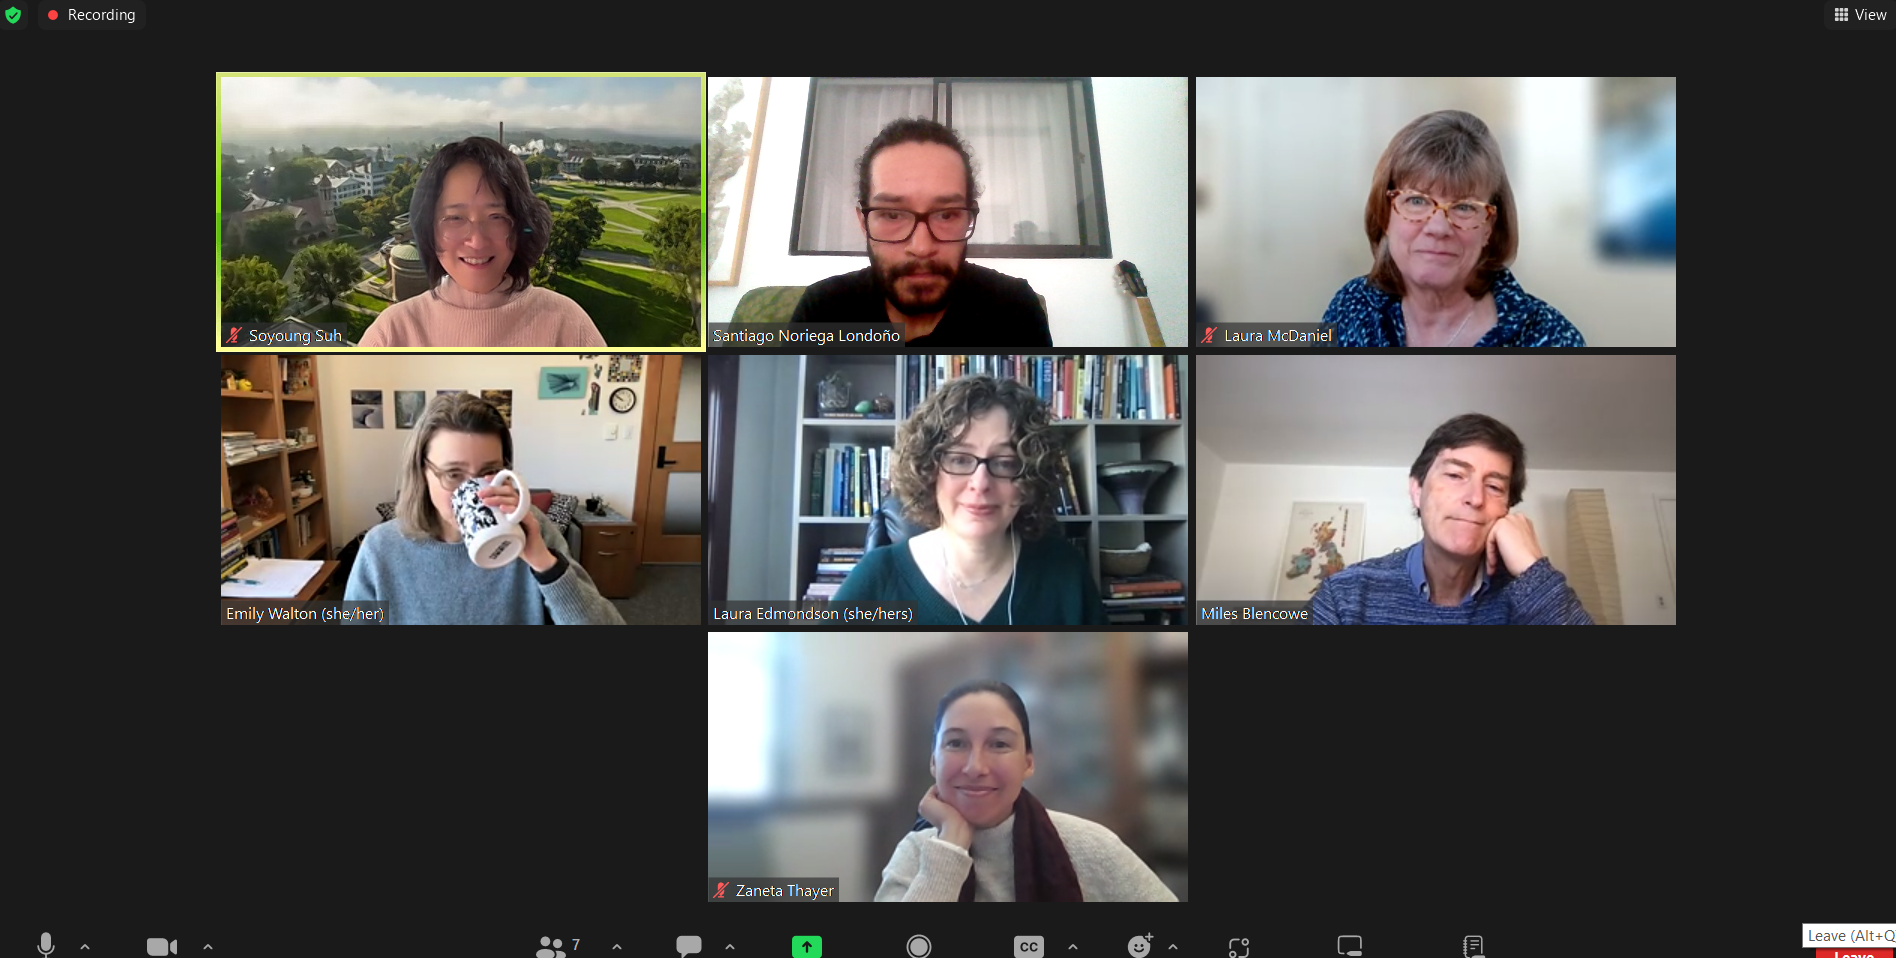 Recording
View
Soyoung Suh
Santiago Noriega Londoño
Laura McDaniel
Emily Walton (she/her)
Laura Edmondson (she/hers)
Miles Blencowe
Zaneta Thayer
7
CC
Leave (Alt+Q
Leave